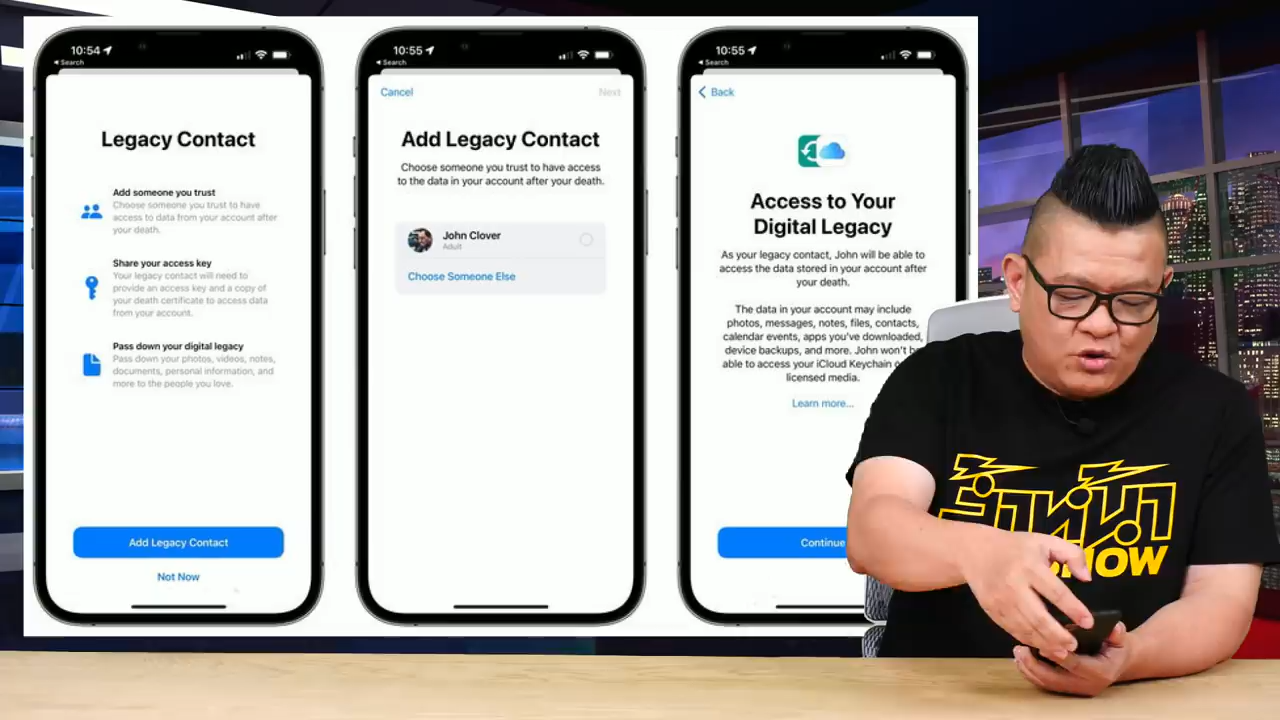 10:54
Search
Legacy Contact
Add someone you trust
Choose someone you trust to have
access to data from your account after
your death.
Share your access key
Your legacy contact will need to
provide an access key and a copy of
your death certificate to access data
from your account.
Pass down your digital legacy
Pass down your photos, videos, notes,
documents, personal information, and
more to the people you love.
Add Legacy Contact
Not Now
10:55
Search
Cancel
Next
Add Legacy Contact
Choose someone you trust to have access
to the data in your account after your death.
John Clover
Adult
Choose Someone Else
10:55
Search
Back
Access to Your
Digital Legacy
As your legacy contact, John will be able to
access the data stored in your account after
your death.
The data in your account may include
photos, messages, notes, files, contacts,
calendar events, apps you've downloaded,
device backups, and more. John won't
able to access your iCloud Keychain
licensed media.
Learn more...
Continue
ล้ำหน้า
SHOW